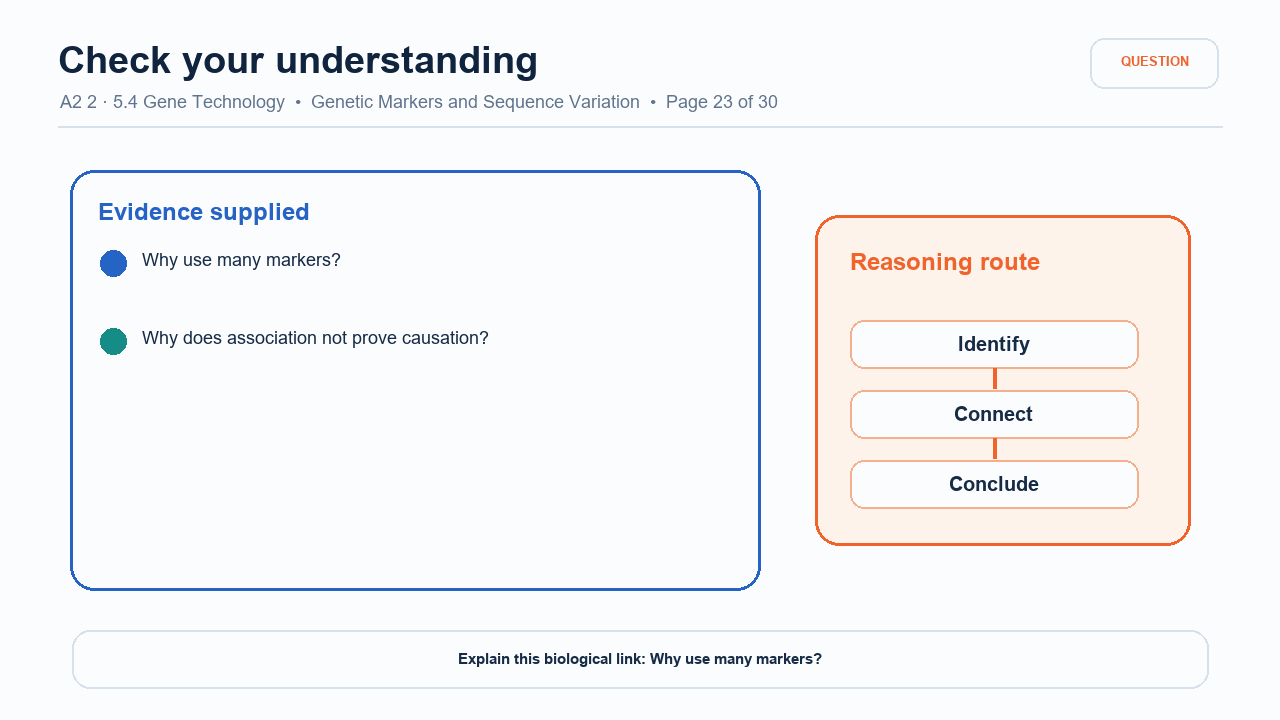 Check your understanding
QUESTION
A2 2 · 5.4 Gene Technology • Genetic Markers and Sequence Variation • Page 23 of 30
Evidence supplied
Why use many markers?
Why does association not prove causation?
Reasoning route
Identify
Connect
Conclude
Explain this biological link: Why use many markers?